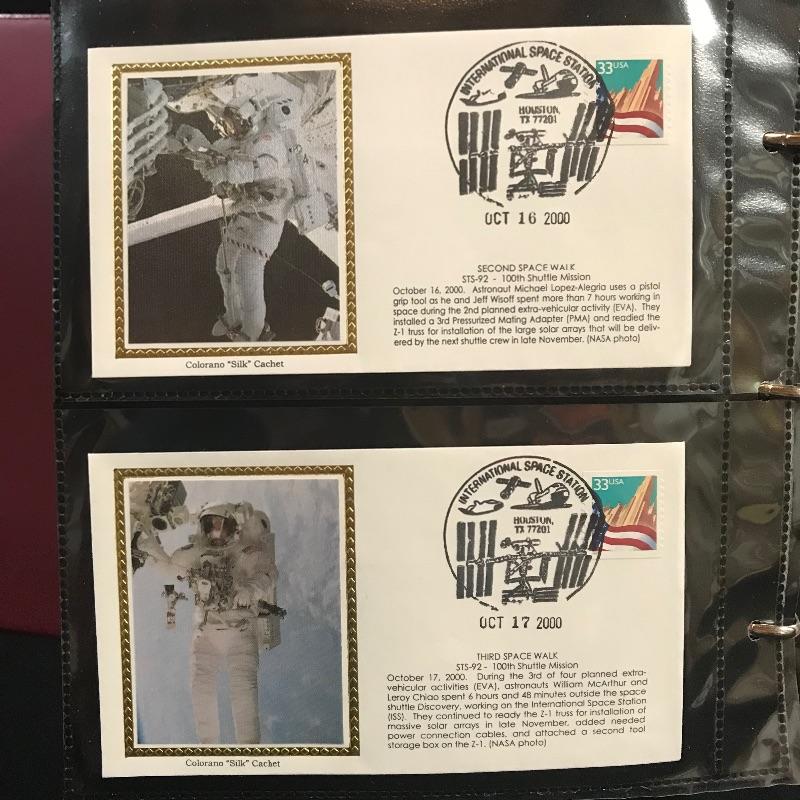 INTERNATIONAL SPACE STATION
33USA
HOUSTON,
TX 77201
OCT 16 2000
SECOND SPACE WALK
STS-92 - 100th Shuttle Mission
October 16, 2000. Astronaut Michael Lopez-Alegria uses a pistol
grip tool as he and Jeff Wisoff spent more than 7 hours working in
space during the 2nd planned extra-vehicular activity (EVA). They
installed a 3rd Pressurized Mating Adapter (PMA) and readied the
Z-1 truss for installation of the large solar arrays that will be deliv-
ered by the next shuttle crew in late November. (NASA photo)
Colorano "Silk" Cachet
INTERNATIONAL SPACE STATION
33USA
HOUSTON,
TX 77201
OCT 17 2000
THIRD SPACE WALK
STS-92 - 100th Shuttle Mission
October 17, 2000. During the 3rd of four planned extra-
vehicular activities (EVA), astronauts William McArthur and
Leroy Chiao spent 6 hours and 48 minutes outside the space
shuttle Discovery, working on the International Space Station
(ISS). They continued to ready the Z-1 truss for installation of
massive solar arrays in late November, added needed
power connection cables, and attached a second tool
storage box on the Z-1. (NASA photo)
Colorano "Silk" Cachet